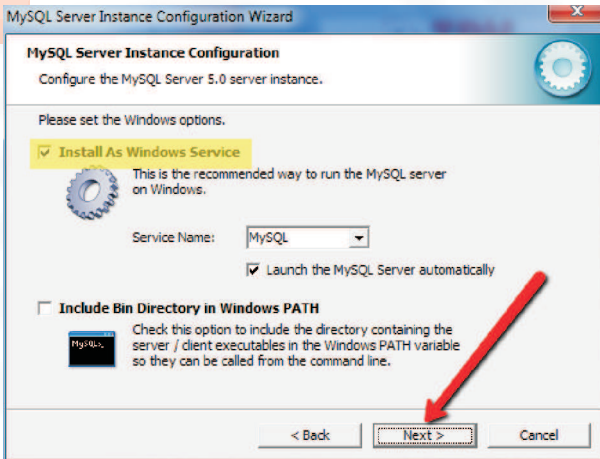 MySQL Server Instance Configuration Wizard
X
MySQL Server Instance Configuration
Configure the MySQL Server 5.0 server instance.
Please set the Windows options.
Install As Windows Service
This is the recommended way to run the MySQL server
on Windows.
Service Name: MySQL
Launch the MySQL Server automatically
Include Bin Directory in Windows PATH
Check this option to include the directory containing the
server / client executables in the Windows PATH variable
so they can be called from the command line.
MySQL>_
< Back Next > Cancel